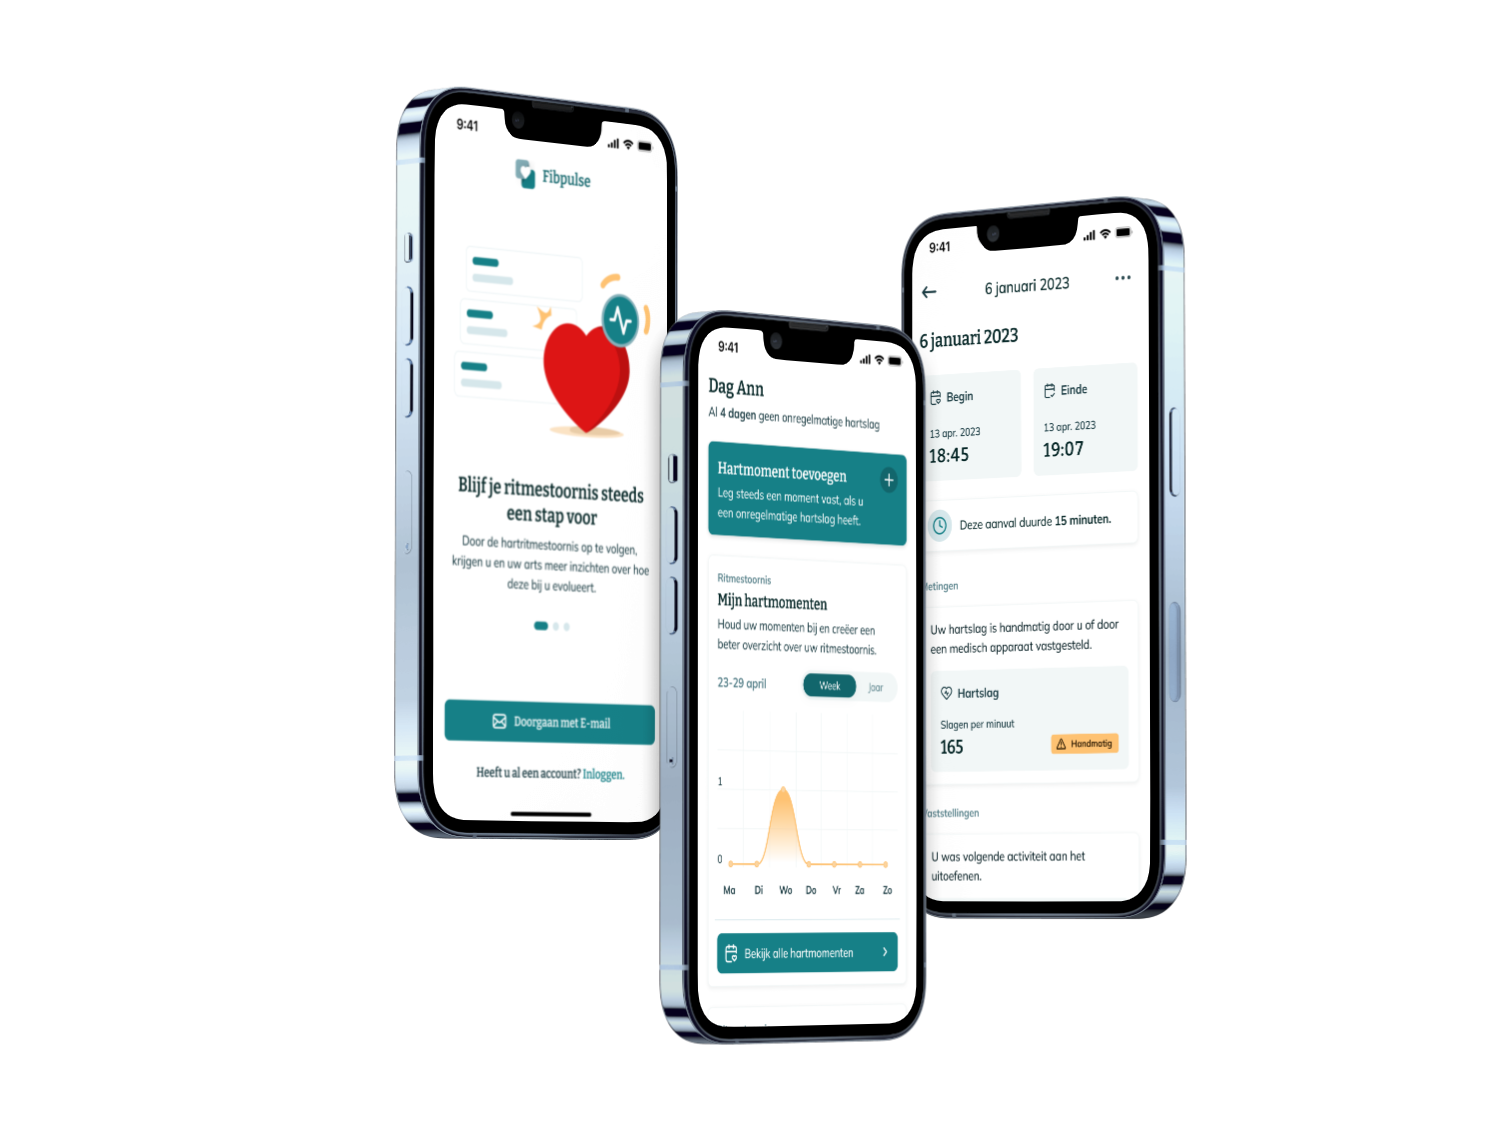 9:41
Fibpulse
Blijf je ritmestoornis steeds
een stap voor
Door de hartritmestoornis op te volgen,
krijgen u en uw arts meer inzichten over hoe
deze bij u evolueert.
Doorgaan met E-mail
Heeft u al een account? Inloggen.
9:41
Dag Ann
Al 4 dagen geen onregelmatige hartslag
Hartmoment toevoegen
Leg steeds een moment vast, als u
een onregelmatige hartslag heeft.
Ritmestoornis
Mijn hartmomenten
Houd uw momenten bij en creëer een
beter overzicht over uw ritmestoornis.
23-29 april
Week
Jaar
1
0
Ma Di Wo Do Vr Za Zo
Bekijk alle hartmomenten
9:41
6 januari 2023
6 januari 2023
Begin
13 apr. 2023
18:45
Einde
13 apr. 2023
19:07
Deze aanval duurde 15 minuten.
etingen
Uw hartslag is handmatig door u of door
een medisch apparaat vastgesteld.
Hartslag
Slagen per minuut
165
Handmatig
aststellingen
U was volgende activiteit aan het
uitoefenen.